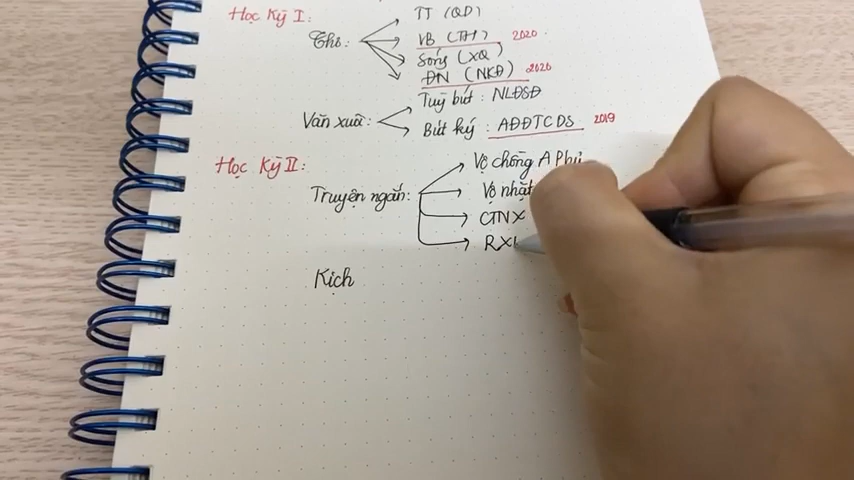 Học Kỳ I:
TT (QD)
Thơ: VB (TH) 2020
Sóng (XQ)
ĐN (NKĐ) 2020
Tuỳ bút: NLĐSĐ
Văn xuôi: Bút ký: AĐĐTCDS 2019
Học Kỳ II:
Vợ chồng A Phủ
Truyện ngắn: Vợ nhặt
CTNX
RX
Kịch